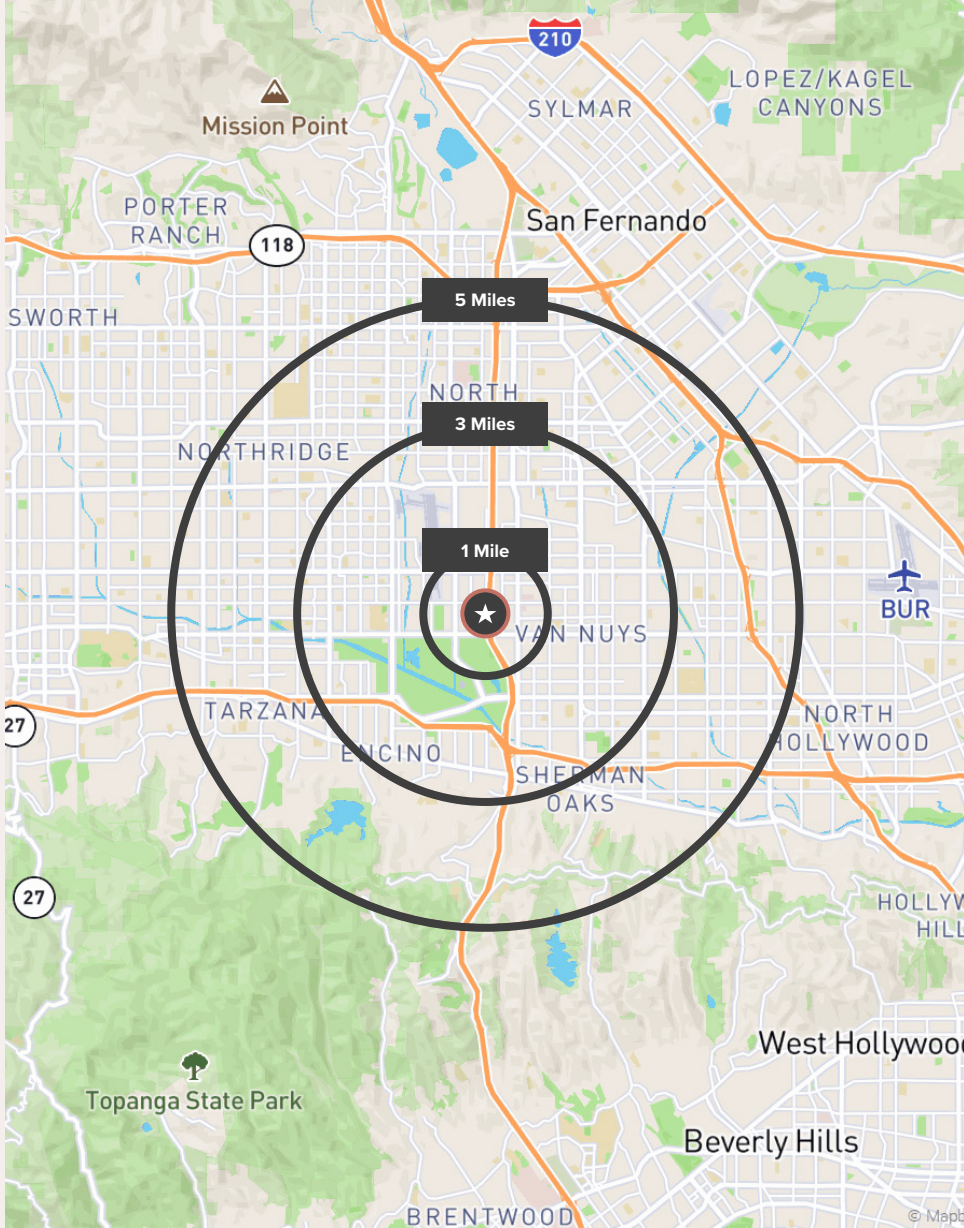 210
LOPEZ/KAGEL
CANYONS
SYLMAR
Mission Point
PORTER
RANCH
San Fernando
118
5 Miles
SWORTH
NORTH
3 Miles
NORTHRIDGE
1 Mile
BUR
VAN NUYS
TARZANA
NORTH
HOLLYWOOD
27
ENCINO
SHERMAN
OAKS
27
HOLLYW
HILL
West Hollywood
Topanga State Park
Beverly Hills
BRENTWOOD
© Mapb